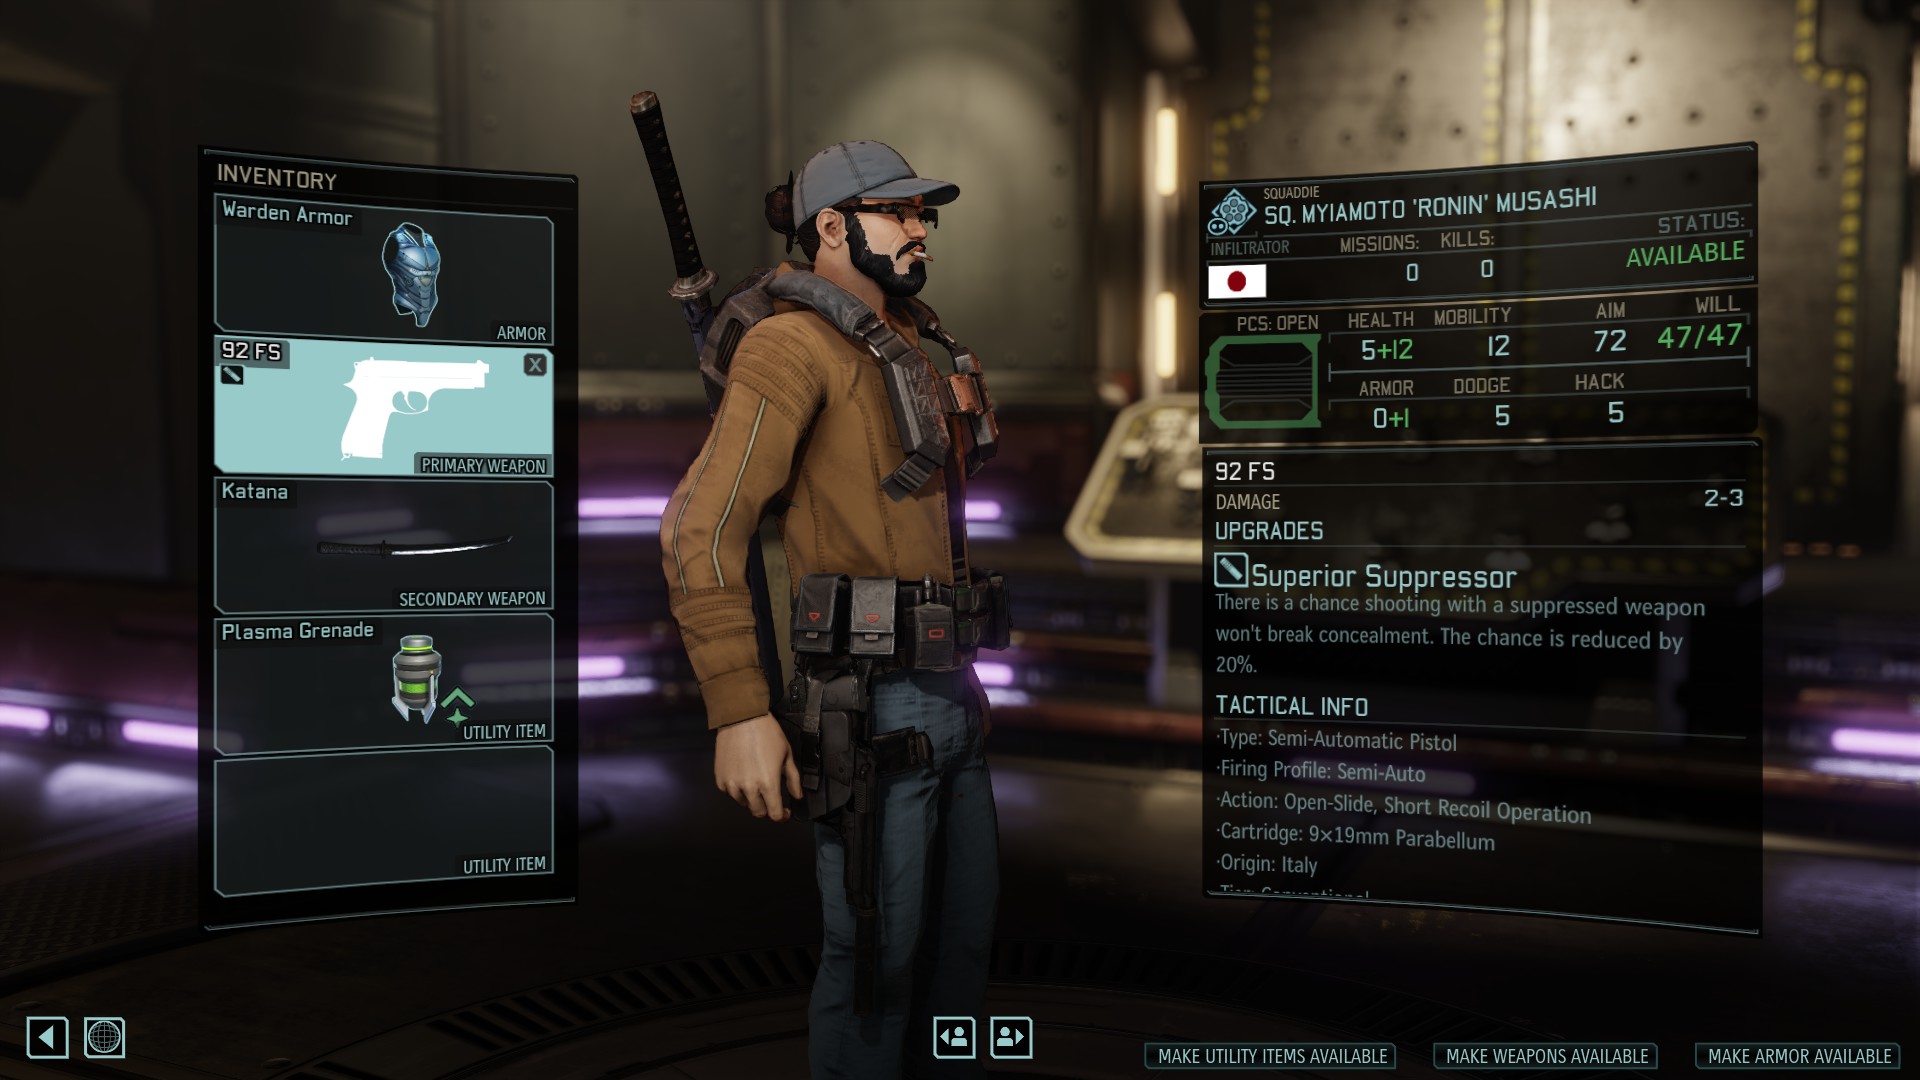 INVENTORY
Warden Armor
ARMOR
92 FS
X
PRIMARY WEAPON
Katana
SECONDARY WEAPON
Plasma Grenade
UTILITY ITEM
UTILITY ITEM
SQUADDIE
SQ. MYIAMOTO 'RONIN' MUSASHI
INFILTRATOR
MISSIONS: KILLS: STATUS:
0 0 AVAILABLE
PCS: OPEN HEALTH MOBILITY AIM WILL
5+12 12 72 47/47
ARMOR DODGE HACK
0+1 5 5
92 FS
DAMAGE 2-3
UPGRADES
Superior Suppressor
There is a chance shooting with a suppressed weapon
won't break concealment. The chance is reduced by
20%.
TACTICAL INFO
·Type: Semi-Automatic Pistol
·Firing Profile: Semi-Auto
·Action: Open-Slide, Short Recoil Operation
·Cartridge: 9×19mm Parabellum
·Origin: Italy
·Tier: Conventional
MAKE UTILITY ITEMS AVAILABLE MAKE WEAPONS AVAILABLE MAKE ARMOR AVAILABLE